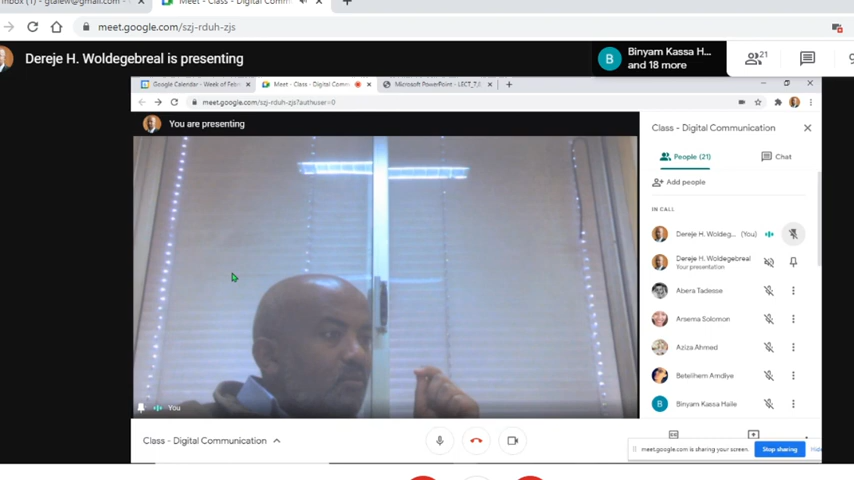 Inbox (1) - gtalew@gmail.com
Meet - Class - Digital Comm
meet.google.com/szj-rduh-zjs
Dereje H. Woldegebreal is presenting
Binyam Kassa H...
and 18 more
21
Google Calendar - Week of Febr
Meet - Class - Digital Comm
Microsoft PowerPoint - LECT_7
meet.google.com/szj-rduh-zjs?authuser=0
You are presenting
Class - Digital Communication
People (21)
Chat
Add people
IN CALL
Dereje H. Woldeg... (You)
Dereje H. Woldegebreal
Your presentation
Abera Tadesse
Arsema Solomon
Aziza Ahmed
Betelihem Amdiye
Binyam Kassa Haile
You
Class - Digital Communication
meet.google.com is sharing your screen.
Stop sharing
Hide